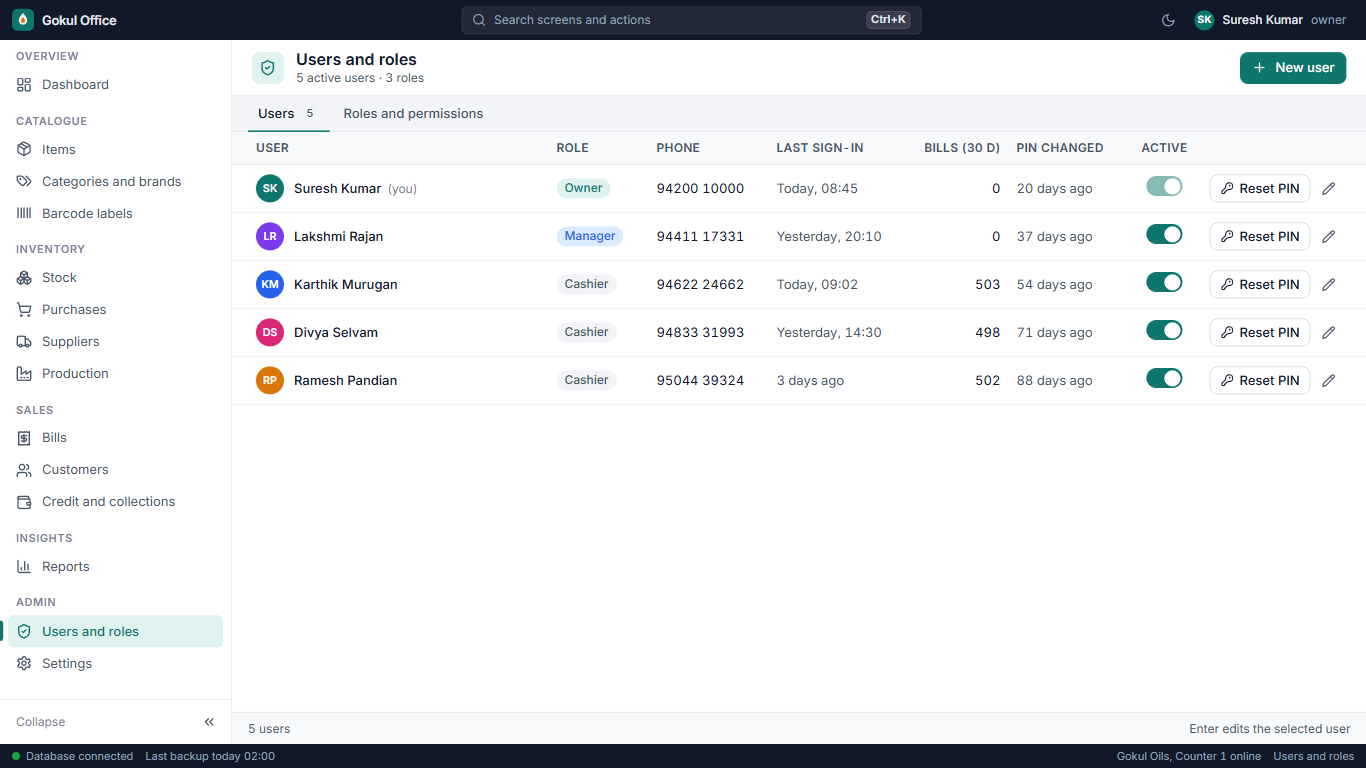 Gokul Office
Search screens and actions
Ctrl+K
SK
Suresh Kumar owner
OVERVIEW
Dashboard
CATALOGUE
Items
Categories and brands
Barcode labels
INVENTORY
Stock
Purchases
Suppliers
Production
SALES
Bills
Customers
Credit and collections
INSIGHTS
Reports
ADMIN
Users and roles
Settings
Collapse
Users and roles
5 active users · 3 roles
New user
Users 5
Roles and permissions
USER ROLE PHONE LAST SIGN-IN BILLS (30 D) PIN CHANGED ACTIVE
SK Suresh Kumar (you) Owner 94200 10000 Today, 08:45 0 20 days ago Reset PIN
LR Lakshmi Rajan Manager 94411 17331 Yesterday, 20:10 0 37 days ago Reset PIN
KM Karthik Murugan Cashier 94622 24662 Today, 09:02 503 54 days ago Reset PIN
DS Divya Selvam Cashier 94833 31993 Yesterday, 14:30 498 71 days ago Reset PIN
RP Ramesh Pandian Cashier 95044 39324 3 days ago 502 88 days ago Reset PIN
5 users
Enter edits the selected user
Database connected Last backup today 02:00
Gokul Oils, Counter 1 online Users and roles